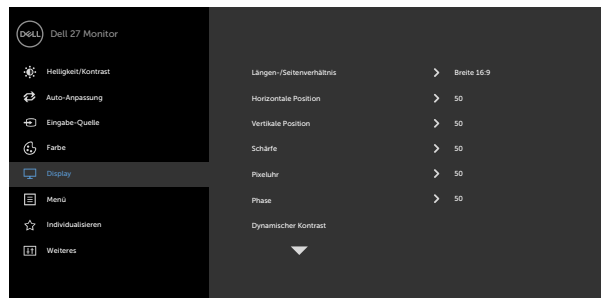 DELL Dell 27 Monitor
Helligkeit/Kontrast
Auto-Anpassung
Eingabe-Quelle
Farbe
Display
Menü
Individualisieren
Weiteres
Längen-/Seitenverhältnis Breite 16:9
Horizontale Position 50
Vertikale Position 50
Schärfe 50
Pixeluhr 50
Phase 50
Dynamischer Kontrast